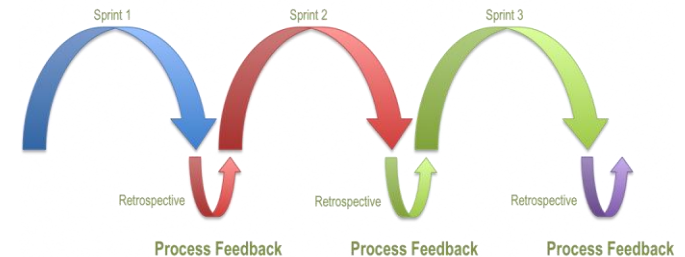 Sprint 1
Sprint 2
Sprint 3
Retrospective
Retrospective
Retrospective
Process Feedback
Process Feedback
Process Feedback